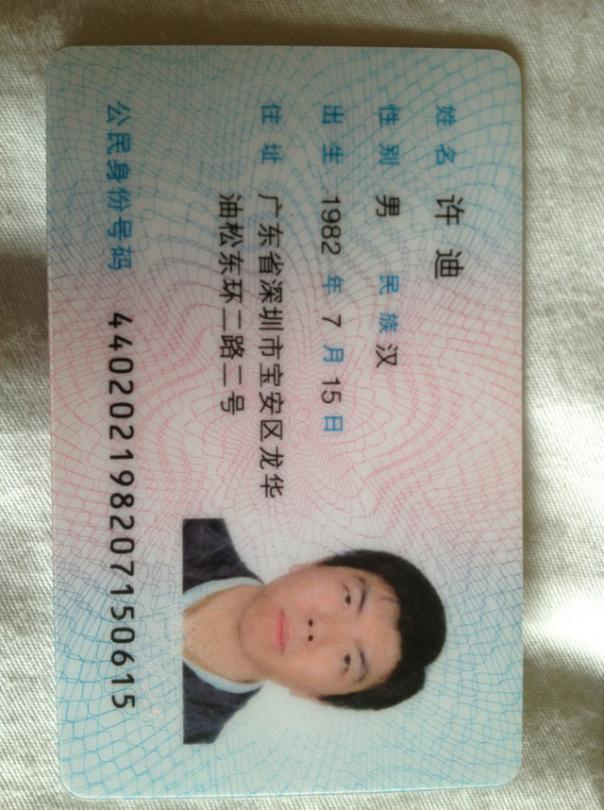 姓名 许迪
性别 男 民族 汉
出生 1982 年 7 月 15 日
住址 广东省深圳市宝安区龙华
油松东环二路二号
公民身份号码 440202198207150615